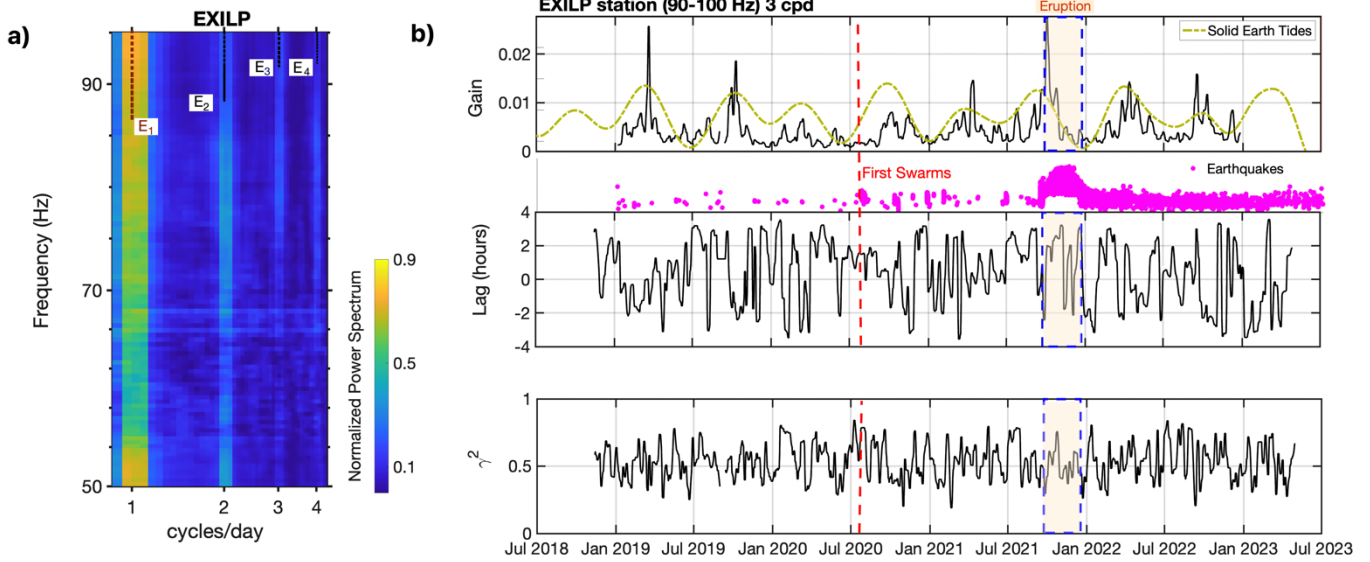 a)
EXILP
E1
E2
E3
E4
90
70
50
Frequency (Hz)
1 2 3 4
cycles/day
0.9
0.5
0.1
Normalized Power Spectrum
b)
EXILP station (90-100 Hz) 3 cpd
Eruption
Solid Earth Tides
0.02
0.01
0
Gain
First Swarms
Earthquakes
4
2
0
-2
-4
Lag (hours)
1
0.5
0
γ2
Jul 2018 Jan 2019 Jul 2019 Jan 2020 Jul 2020 Jan 2021 Jul 2021 Jan 2022 Jul 2022 Jan 2023 Jul 2023